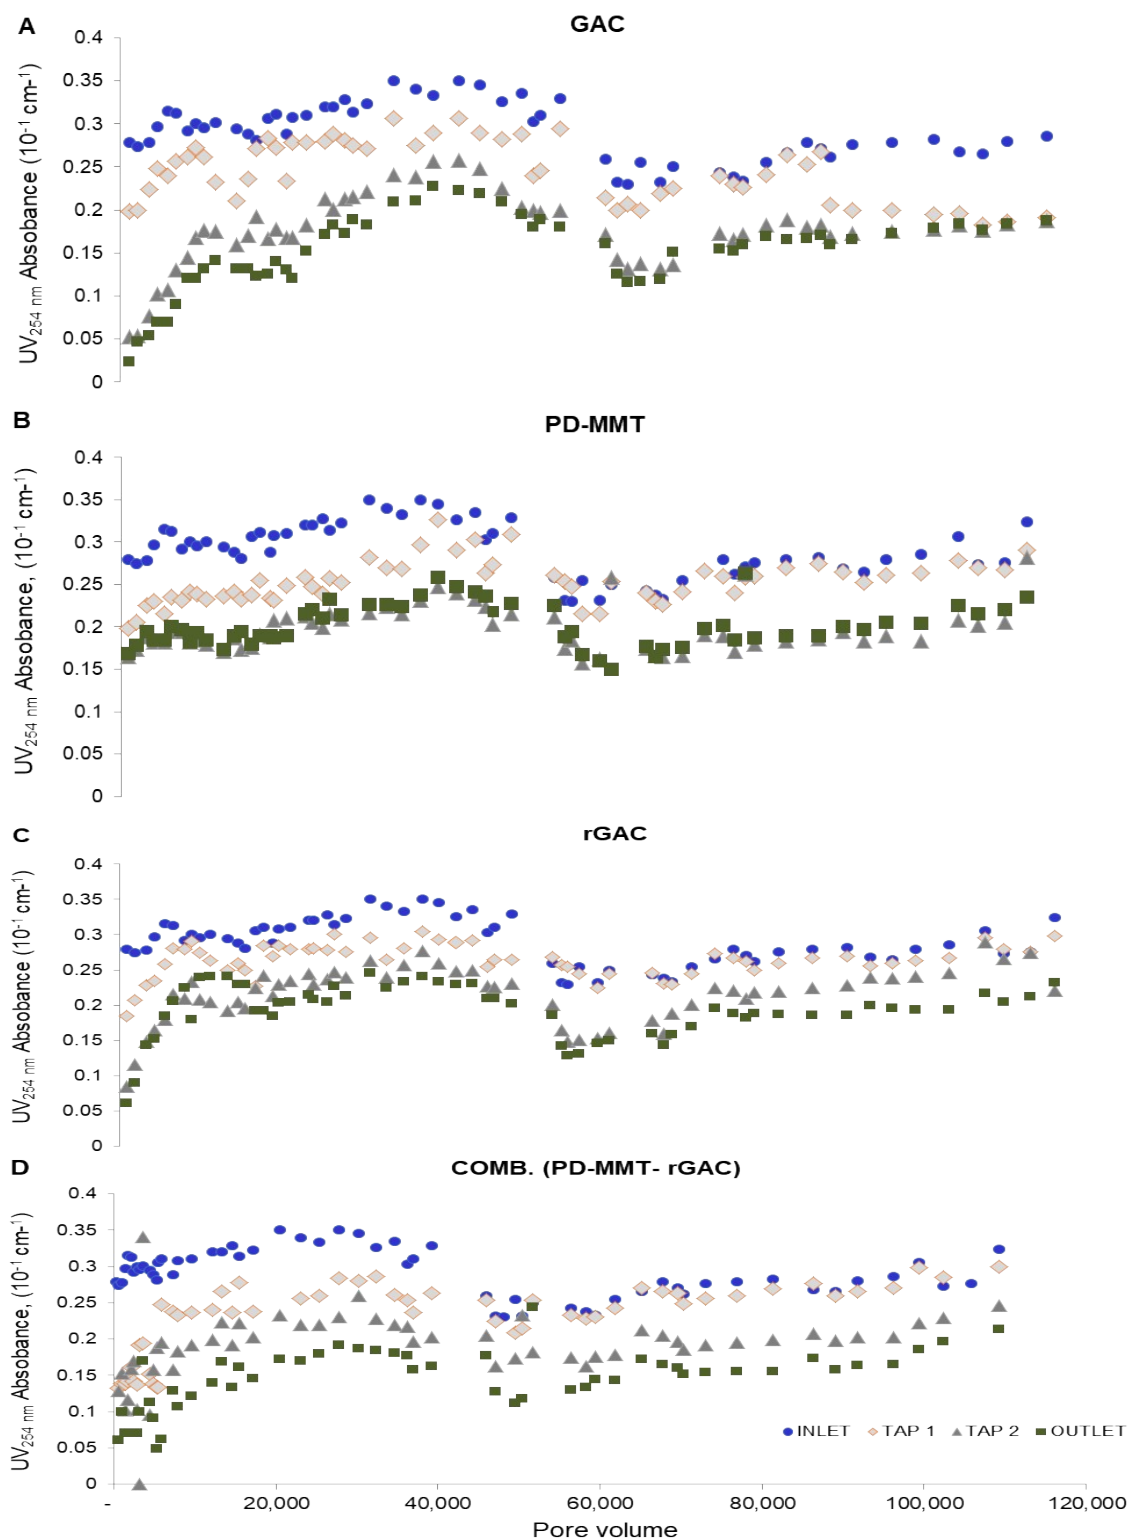 A
GAC
UV254 nm Absobance (10-1 cm-1)
0.4
0.35
0.3
0.25
0.2
0.15
0.1
0.05
0
B
PD-MMT
UV254 nm Absobance, (10-1 cm-1)
0.4
0.35
0.3
0.25
0.2
0.15
0.1
0.05
0
C
rGAC
UV254 nm Absobance (10-1 cm-1)
0.4
0.35
0.3
0.25
0.2
0.15
0.1
0.05
0
D
COMB. (PD-MMT- rGAC)
UV254 nm Absobance, (10-1 cm-1)
0.4
0.35
0.3
0.25
0.2
0.15
0.1
0.05
0
INLET TAP 1 TAP 2 OUTLET
- 20,000 40,000 60,000 80,000 100,000 120,000
Pore volume